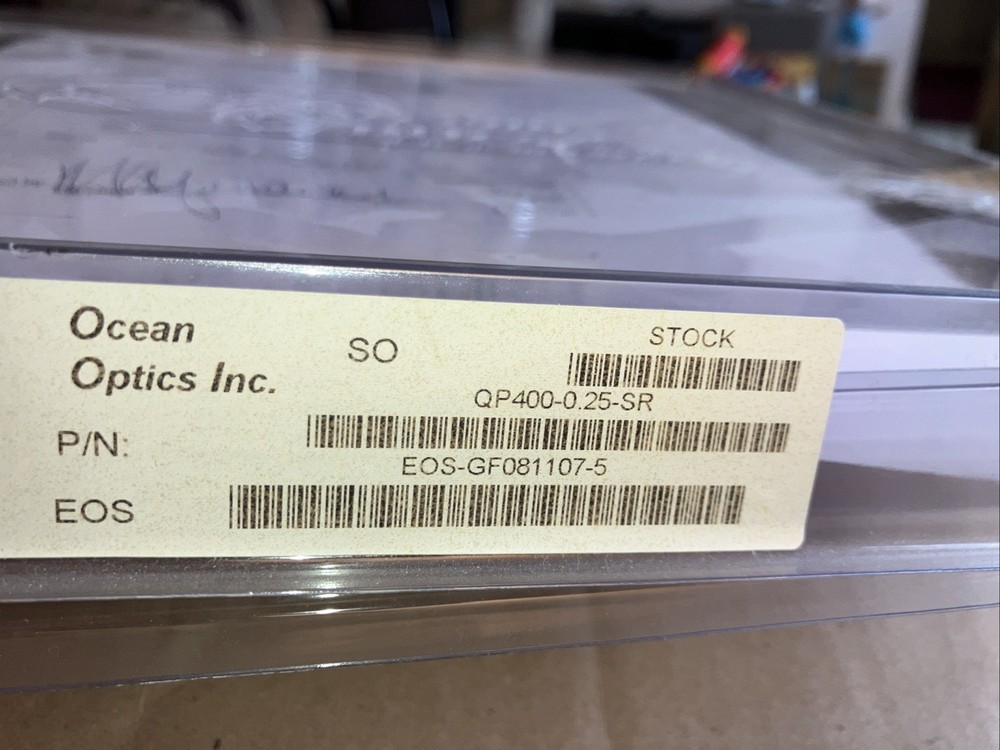 Ocean
Optics Inc.
SO
STOCK
QP400-0.25-SR
P/N:
EOS-GF081107-5
EOS